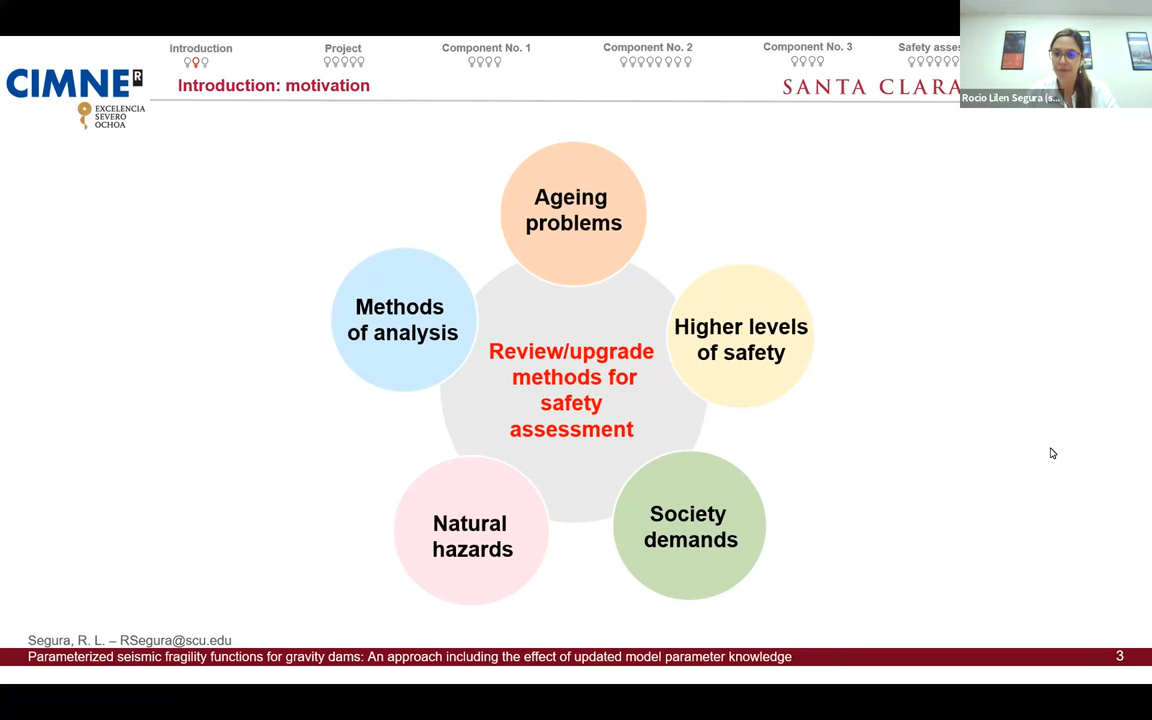 Introduction
Project
Component No. 1
Component No. 2
Component No. 3
Safety asses
CIMNE R
EXCELENCIA
SEVERO
OCHOA
Introduction: motivation
SANTA CLARA
Rocio Lilen Segura (s...
Ageing
problems
Methods
of analysis
Higher levels
of safety
Review/upgrade
methods for
safety
assessment
Natural
hazards
Society
demands
Segura, R. L. – RSegura@scu.edu
Parameterized seismic fragility functions for gravity dams: An approach including the effect of updated model parameter knowledge
3